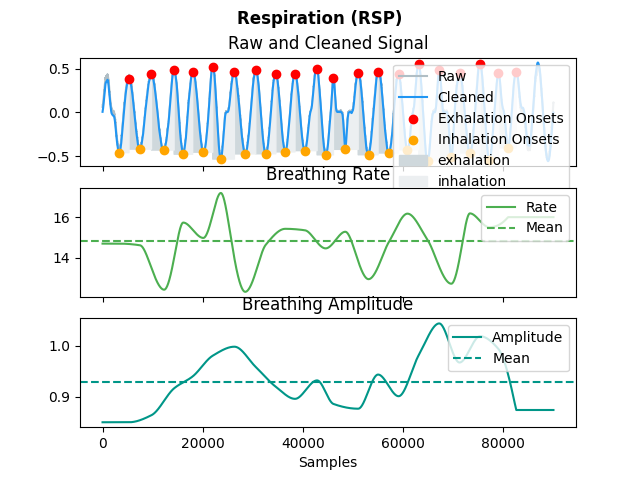 Respiration (RSP)
Raw and Cleaned Signal
0.5
0.0
−0.5
Raw
Cleaned
Exhalation Onsets
Inhalation Onsets
exhalation
inhalation
Breathing Rate
16
14
Rate
Mean
Breathing Amplitude
1.0
0.9
Amplitude
Mean
0 20000 40000 60000 80000
Samples